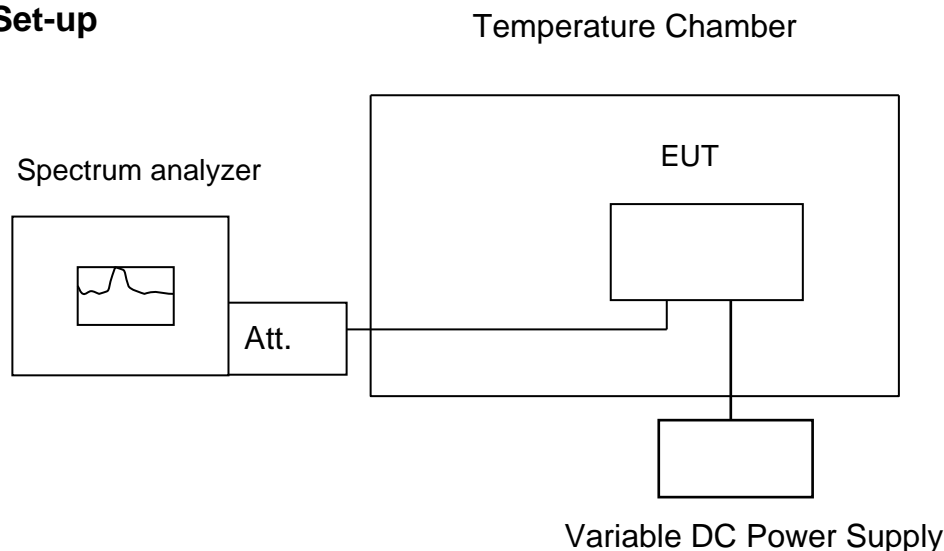 Set-up
Temperature Chamber
Spectrum analyzer
EUT
Att.
Variable DC Power Supply